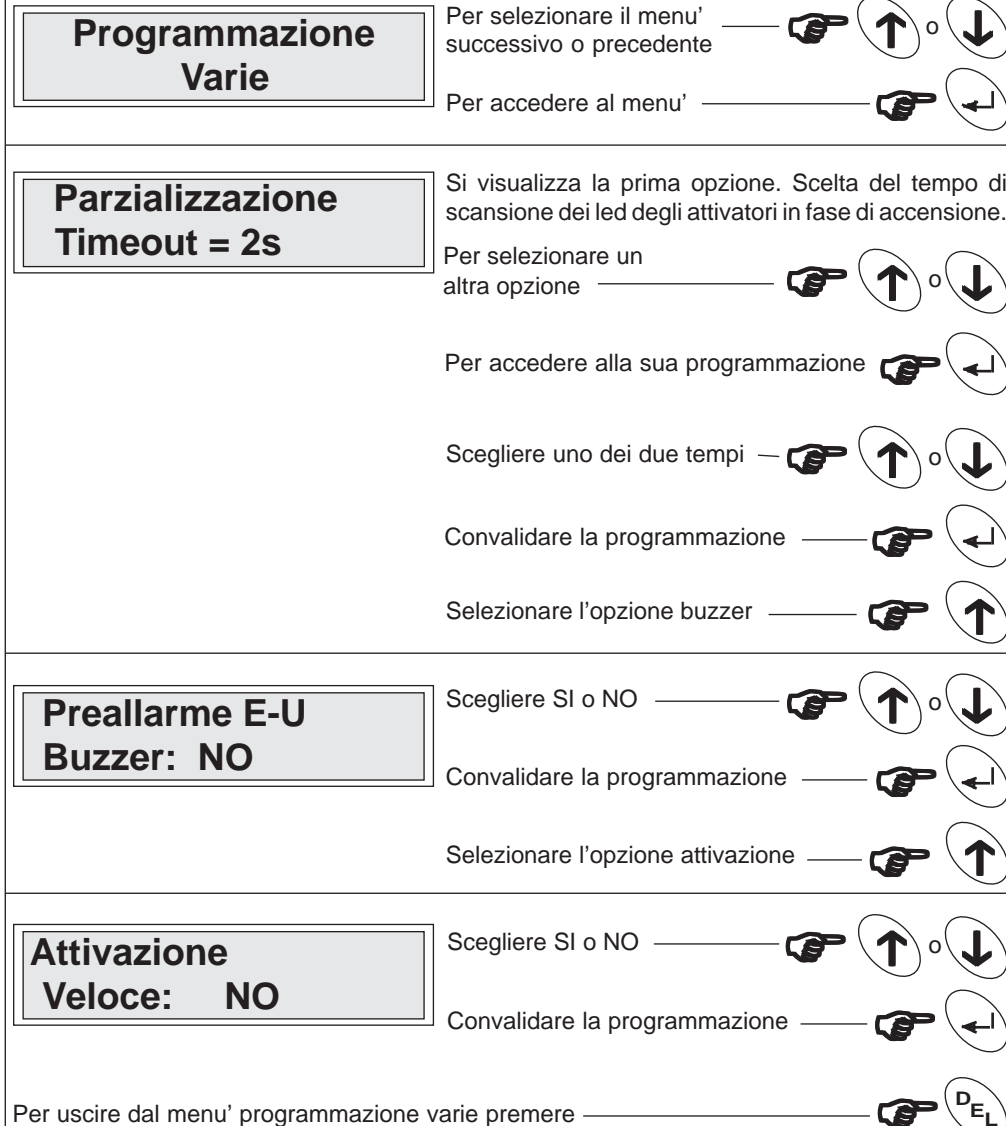 Programmazione
Varie
Per selezionare il menu'
successivo o precedente
o
Per accedere al menu'
Parzializzazione
Timeout = 2s
Si visualizza la prima opzione. Scelta del tempo di
scansione dei led degli attivatori in fase di accensione.
Per selezionare un
altra opzione
o
Per accedere alla sua programmazione
Scegliere uno dei due tempi
o
Convalidare la programmazione
Selezionare l'opzione buzzer
Preallarme E-U
Buzzer: NO
Scegliere SI o NO
o
Convalidare la programmazione
Selezionare l'opzione attivazione
Attivazione
Veloce: NO
Scegliere SI o NO
o
Convalidare la programmazione
Per uscire dal menu' programmazione varie premere
DEL